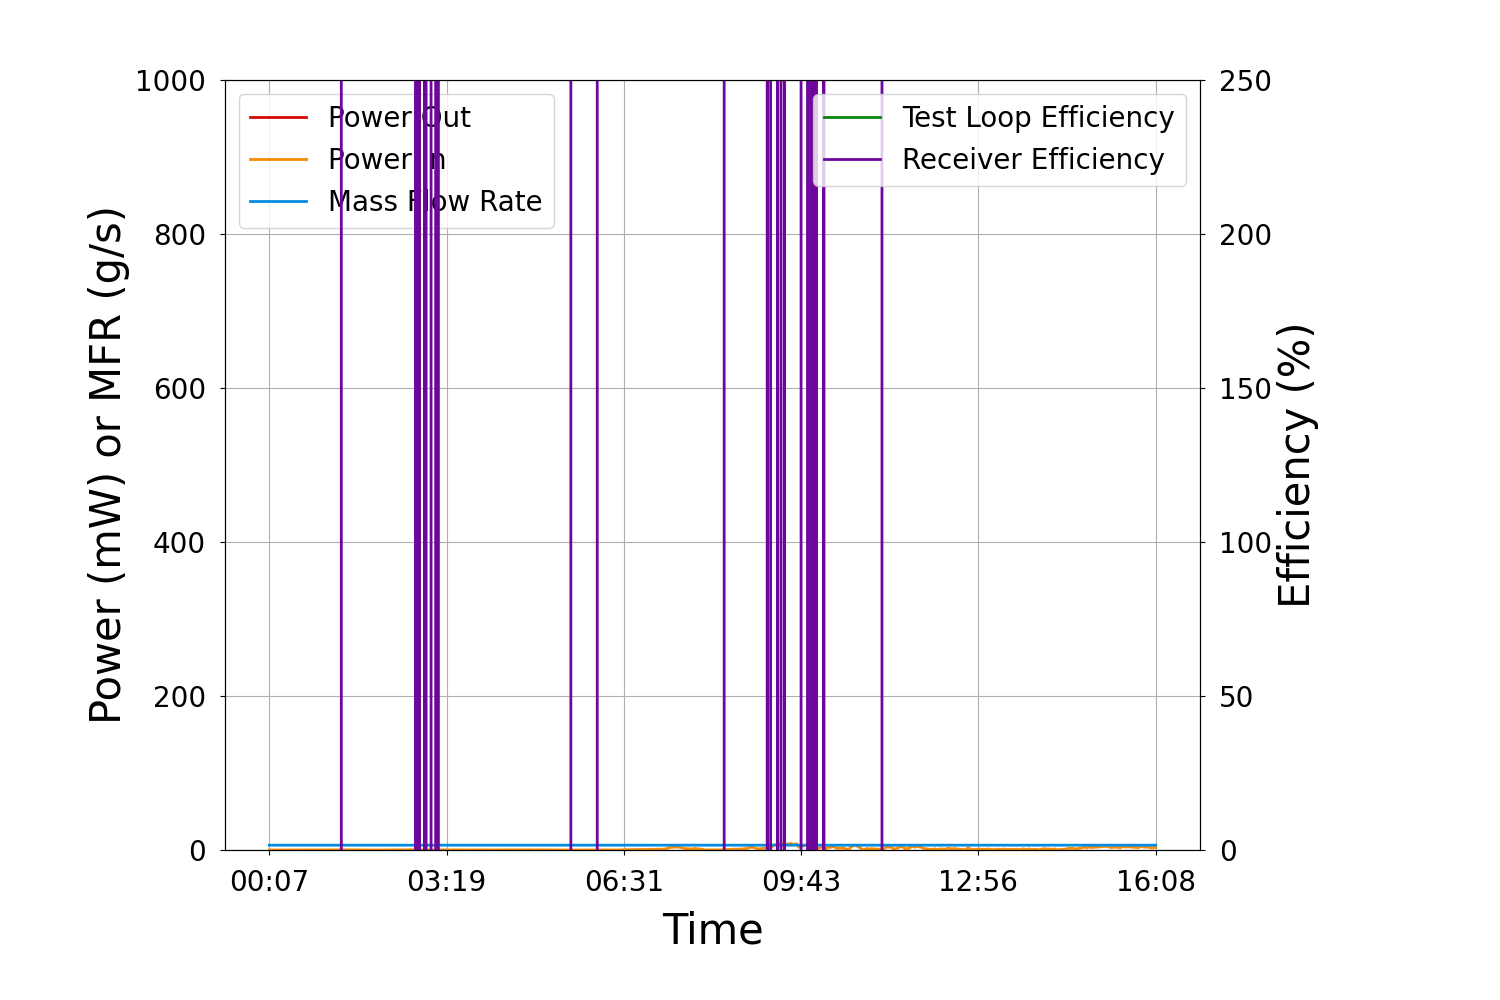 1000
800
600
400
200
0
Power (mW) or MFR (g/s)
Power Out
Power In
Mass Flow Rate
Test Loop Efficiency
Receiver Efficiency
250
200
150
100
50
0
Efficiency (%)
00:07 03:19 06:31 09:43 12:56 16:08
Time